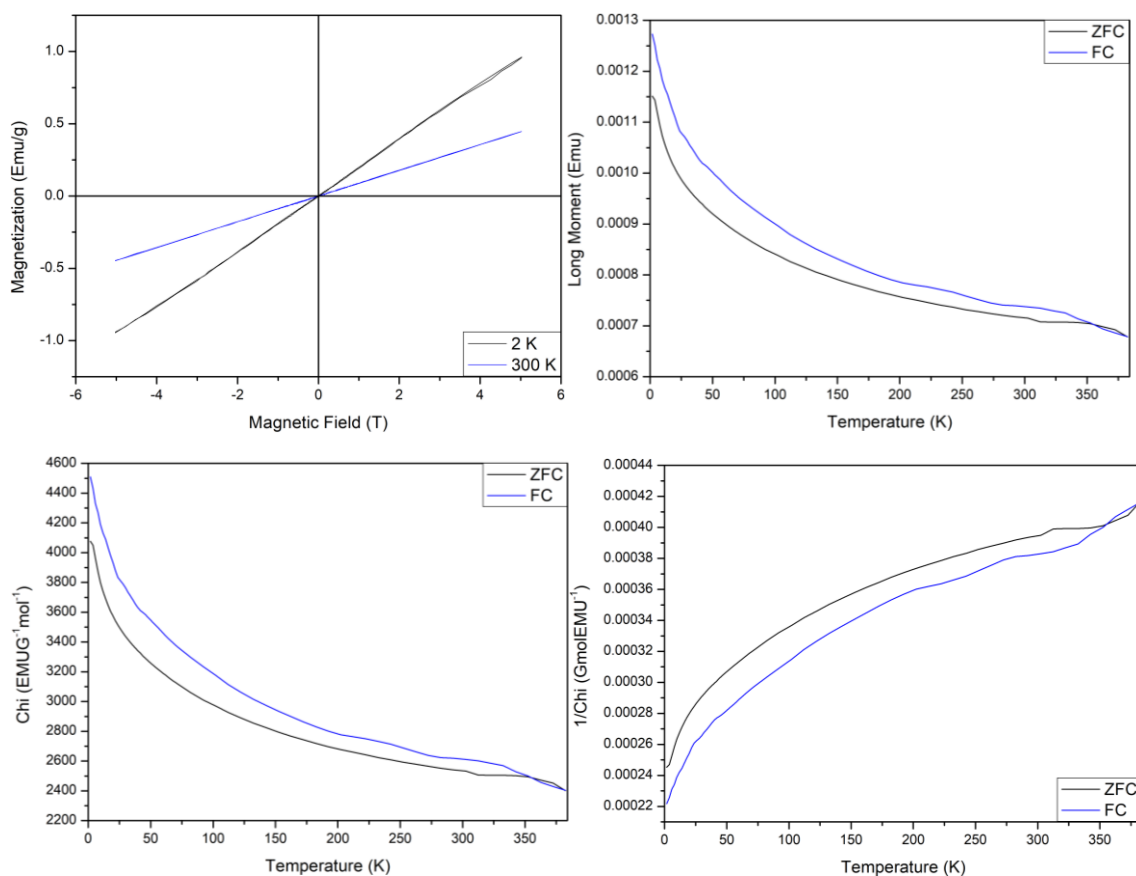 1.0
0.5
0.0
-0.5
-1.0
Magnetization (Emu/g)
-6 -4 -2 0 2 4 6
Magnetic Field (T)
2 K
300 K
0.0013
0.0012
0.0011
0.0010
0.0009
0.0008
0.0007
0.0006
Long Moment (Emu)
0 50 100 150 200 250 300 350
Temperature (K)
ZFC
FC
4600
4400
4200
4000
3800
3600
3400
3200
3000
2800
2600
2400
2200
Chi (EMUG⁻¹mol⁻¹)
0 50 100 150 200 250 300 350
Temperature (K)
ZFC
FC
0.00044
0.00042
0.00040
0.00038
0.00036
0.00034
0.00032
0.00030
0.00028
0.00026
0.00024
0.00022
1/Chi (GmolEMU⁻¹)
0 50 100 150 200 250 300 350
Temperature (K)
ZFC
FC